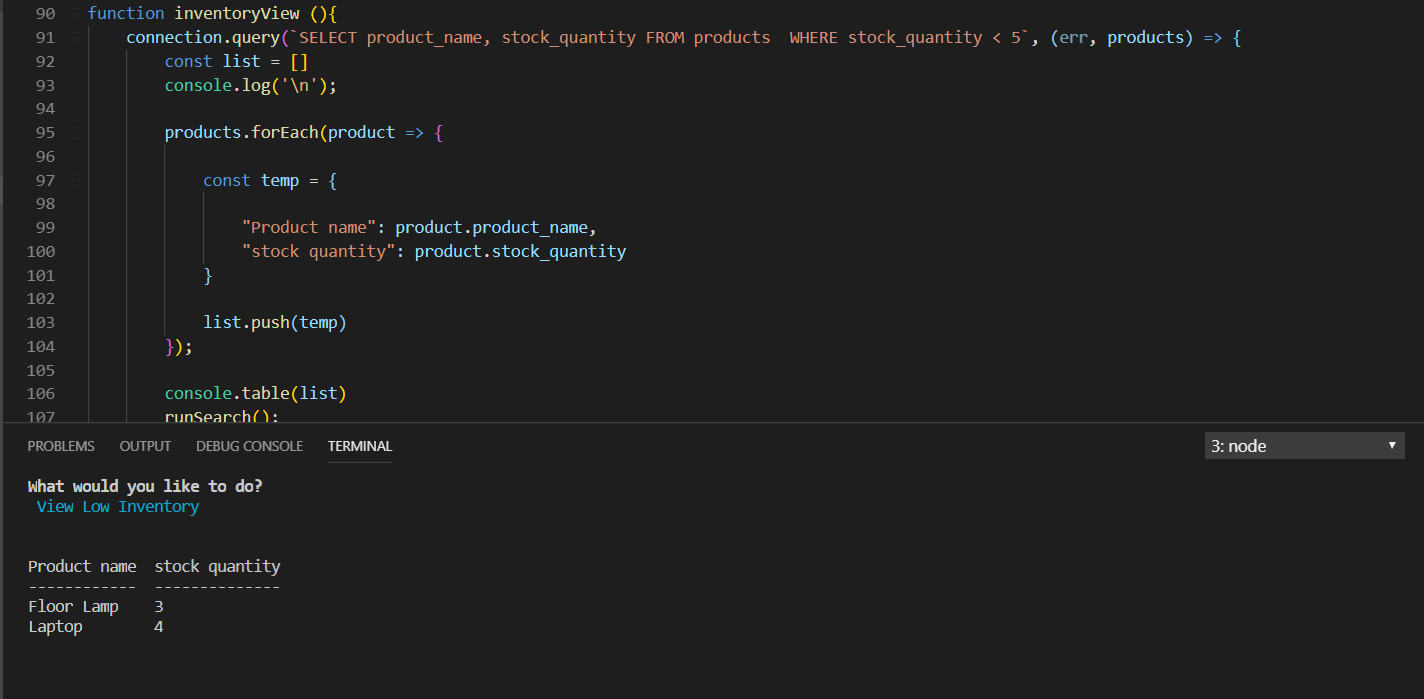 90 function inventoryView (){
91 connection.query(`SELECT product_name, stock_quantity FROM products  WHERE stock_quantity < 5`, (err, products) => {
92 const list = []
93 console.log('\n');
94
95 products.forEach(product => {
96
97 const temp = {
98
99 "Product name": product.product_name,
100 "stock quantity": product.stock_quantity
101 }
102
103 list.push(temp)
104 });
105
106 console.table(list)
107 runSearch();
PROBLEMS OUTPUT DEBUG CONSOLE TERMINAL 3: node
What would you like to do?
View Low Inventory
Product name  stock quantity
------------  --------------
Floor Lamp    3
Laptop        4